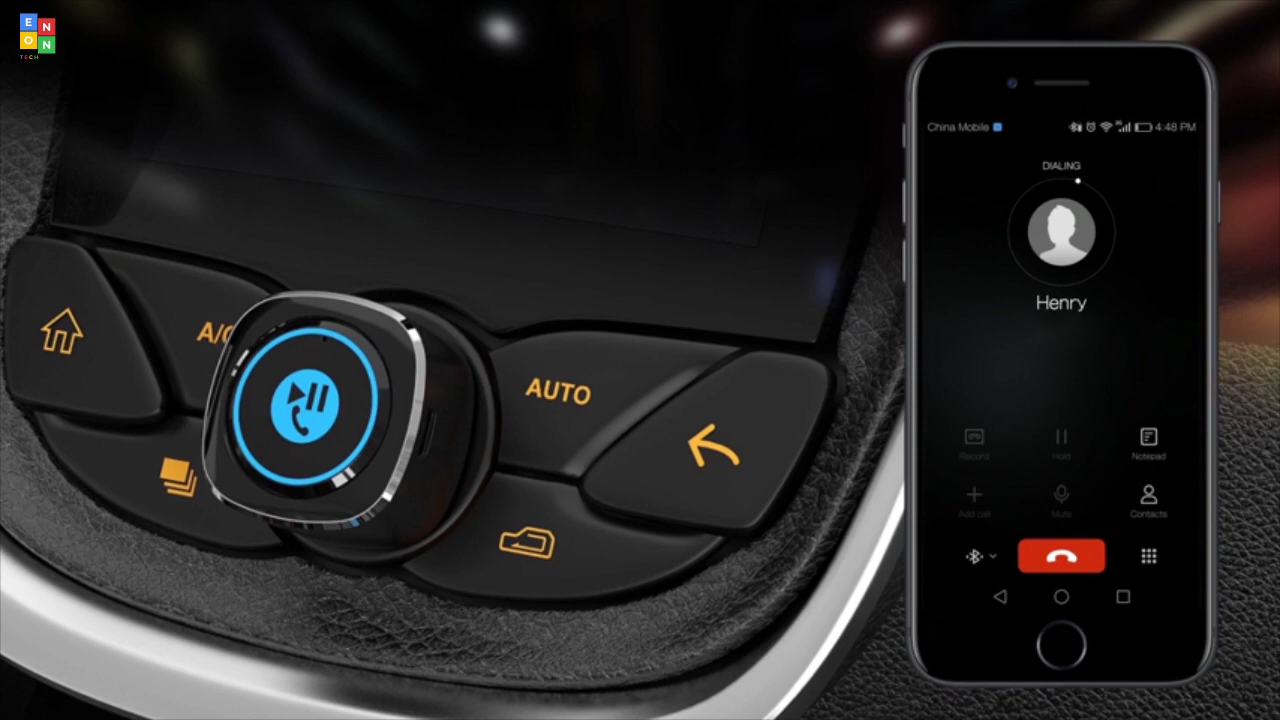 E N
O N
TECH
A/C
AUTO
China Mobile 4:48 PM
DIALING
Henry
Record Hold Notepad
Add call Mute Contacts